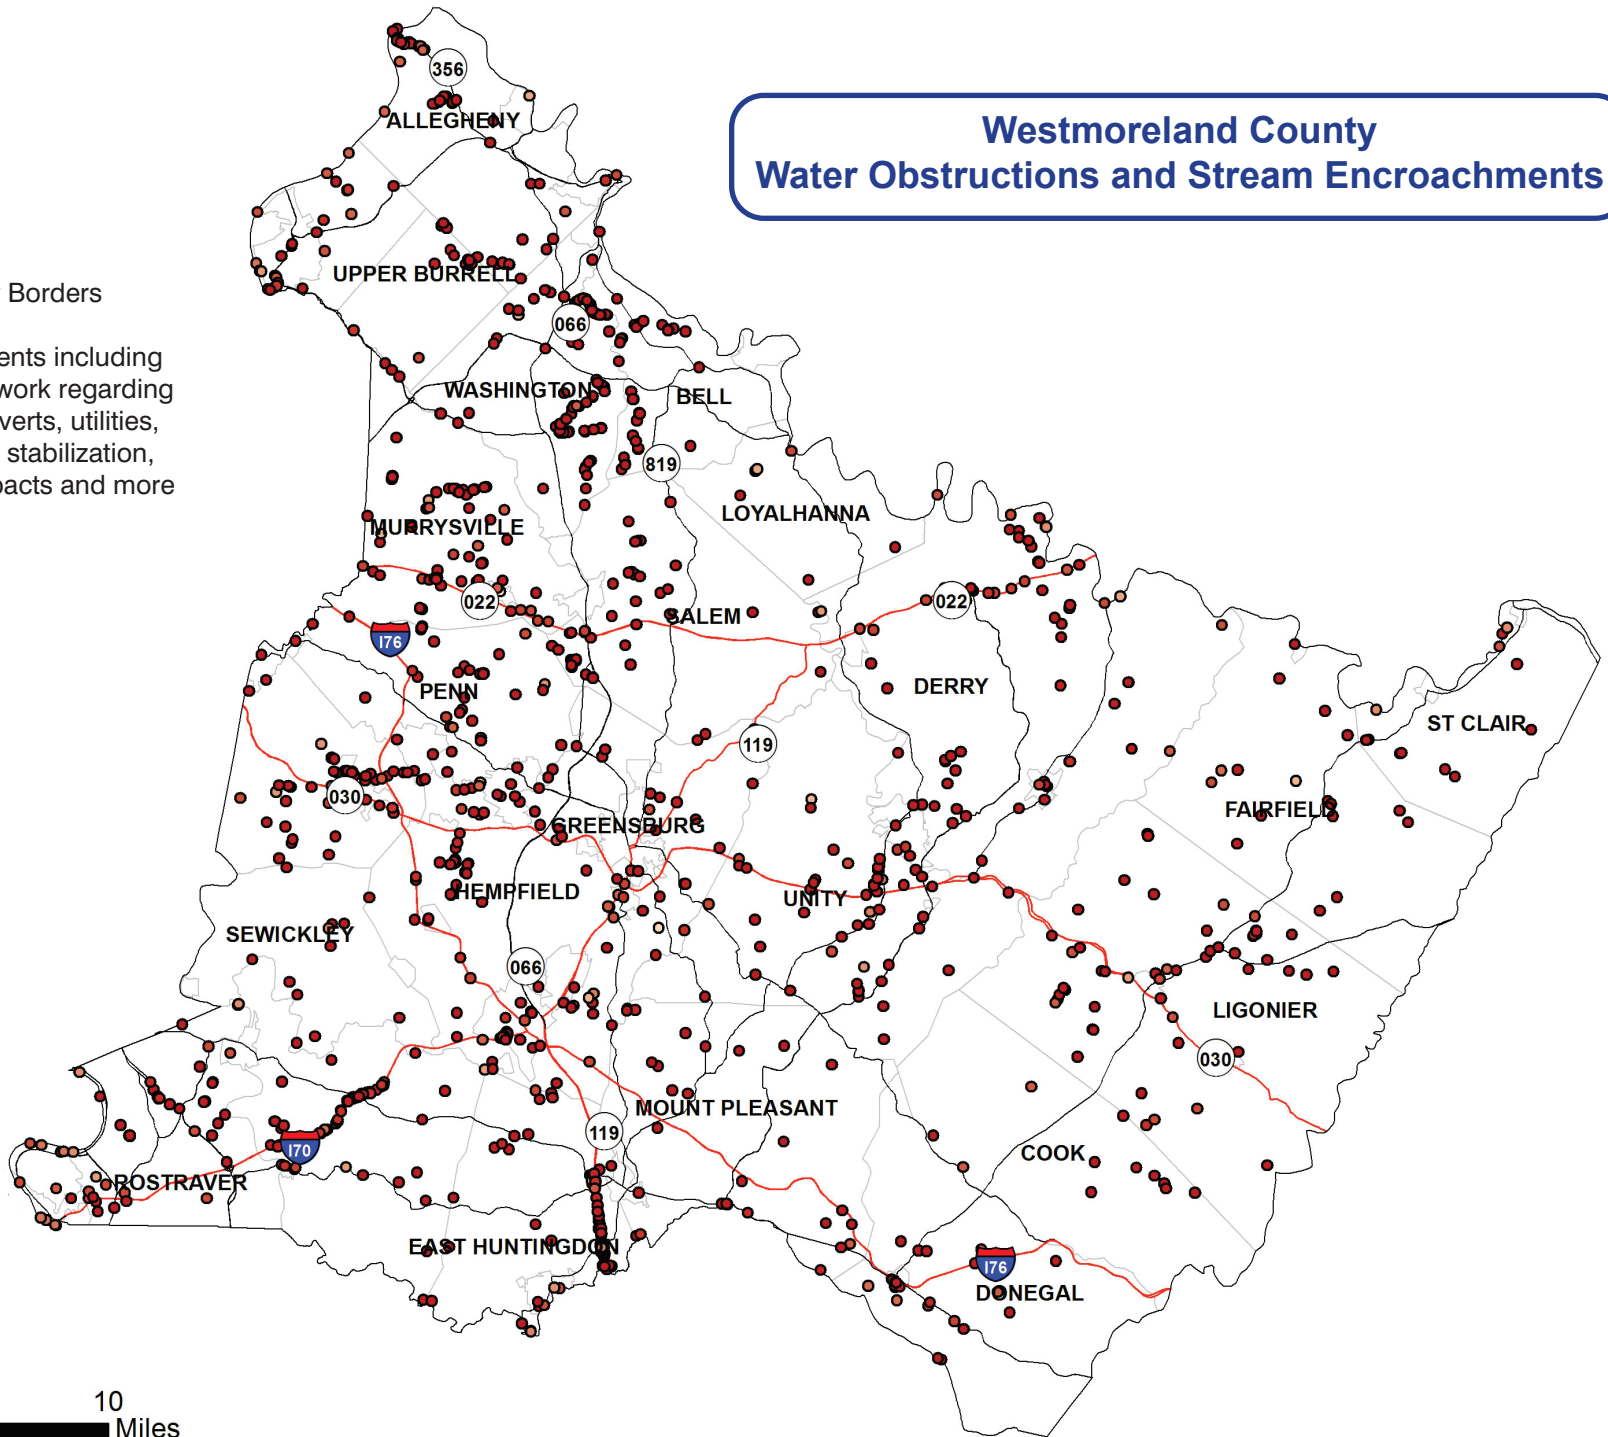 Westmoreland County
Water Obstructions and Stream Encroachments
Borders
ents including
work regarding
verts, utilities,
stabilization,
pacts and more
356
ALLEGHENY
UPPER BURRELL
066
WASHINGTON
BELL
819
LOYALHANNA
MURRYSVILLE
022
022
SALEM
I76
PENN
DERRY
ST CLAIR
119
030
GREENSBURG
FAIRFIELD
HEMPFIELD
UNITY
SEWICKLEY
066
LIGONIER
030
MOUNT PLEASANT
119
COOK
I70
ROSTRAVER
EAST HUNTINGDON
I76
DONEGAL
10
Miles